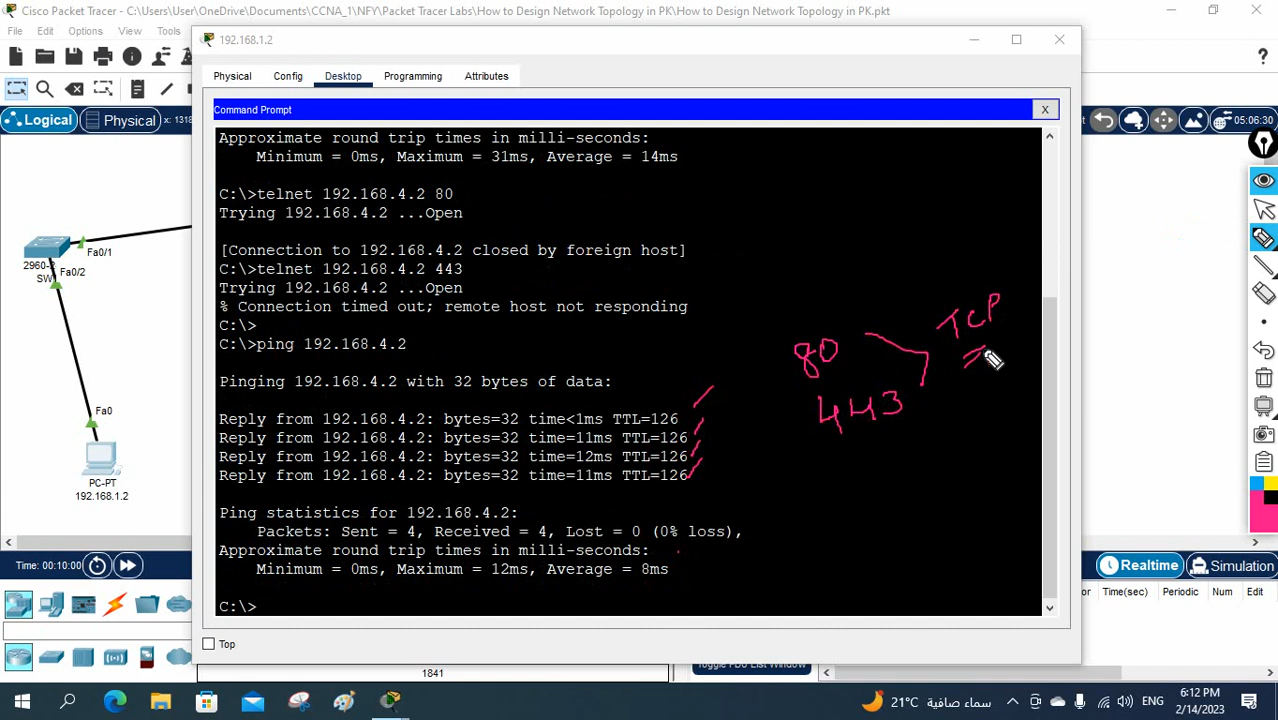 Cisco Packet Tracer - C:\Users\User\OneDrive\Documents\CCNA_1\NFY\Packet Tracer Labs\How to Design Network Topology in PK\How to Design Network Topology in PK.pkt
File Edit Options View Tools
192.168.1.2
Physical Config Desktop Programming Attributes
Logical Physical x: 1318
05:06:30
Command Prompt X
Approximate round trip times in milli-seconds:
Minimum = 0ms, Maximum = 31ms, Average = 14ms
C:\>telnet 192.168.4.2 80
Trying 192.168.4.2 ...Open
[Connection to 192.168.4.2 closed by foreign host]
C:\>telnet 192.168.4.2 443
Trying 192.168.4.2 ...Open
% Connection timed out; remote host not responding
C:\>
C:\>ping 192.168.4.2
Pinging 192.168.4.2 with 32 bytes of data:
Reply from 192.168.4.2: bytes=32 time<1ms TTL=126
Reply from 192.168.4.2: bytes=32 time=11ms TTL=126
Reply from 192.168.4.2: bytes=32 time=12ms TTL=126
Reply from 192.168.4.2: bytes=32 time=11ms TTL=126
Ping statistics for 192.168.4.2:
Packets: Sent = 4, Received = 4, Lost = 0 (0% loss),
Approximate round trip times in milli-seconds:
Minimum = 0ms, Maximum = 12ms, Average = 8ms
C:\>
TCP
80
443
Fa0/1
2960-
SW
Fa0/2
Fa0
PC-PT
192.168.1.2
Top
Time: 00:10:00
Realtime Simulation
Time(sec) Periodic Num Edit
1841
Toggle PDU List Window
21°C سماء صافية
ENG
6:12 PM
2/14/2023